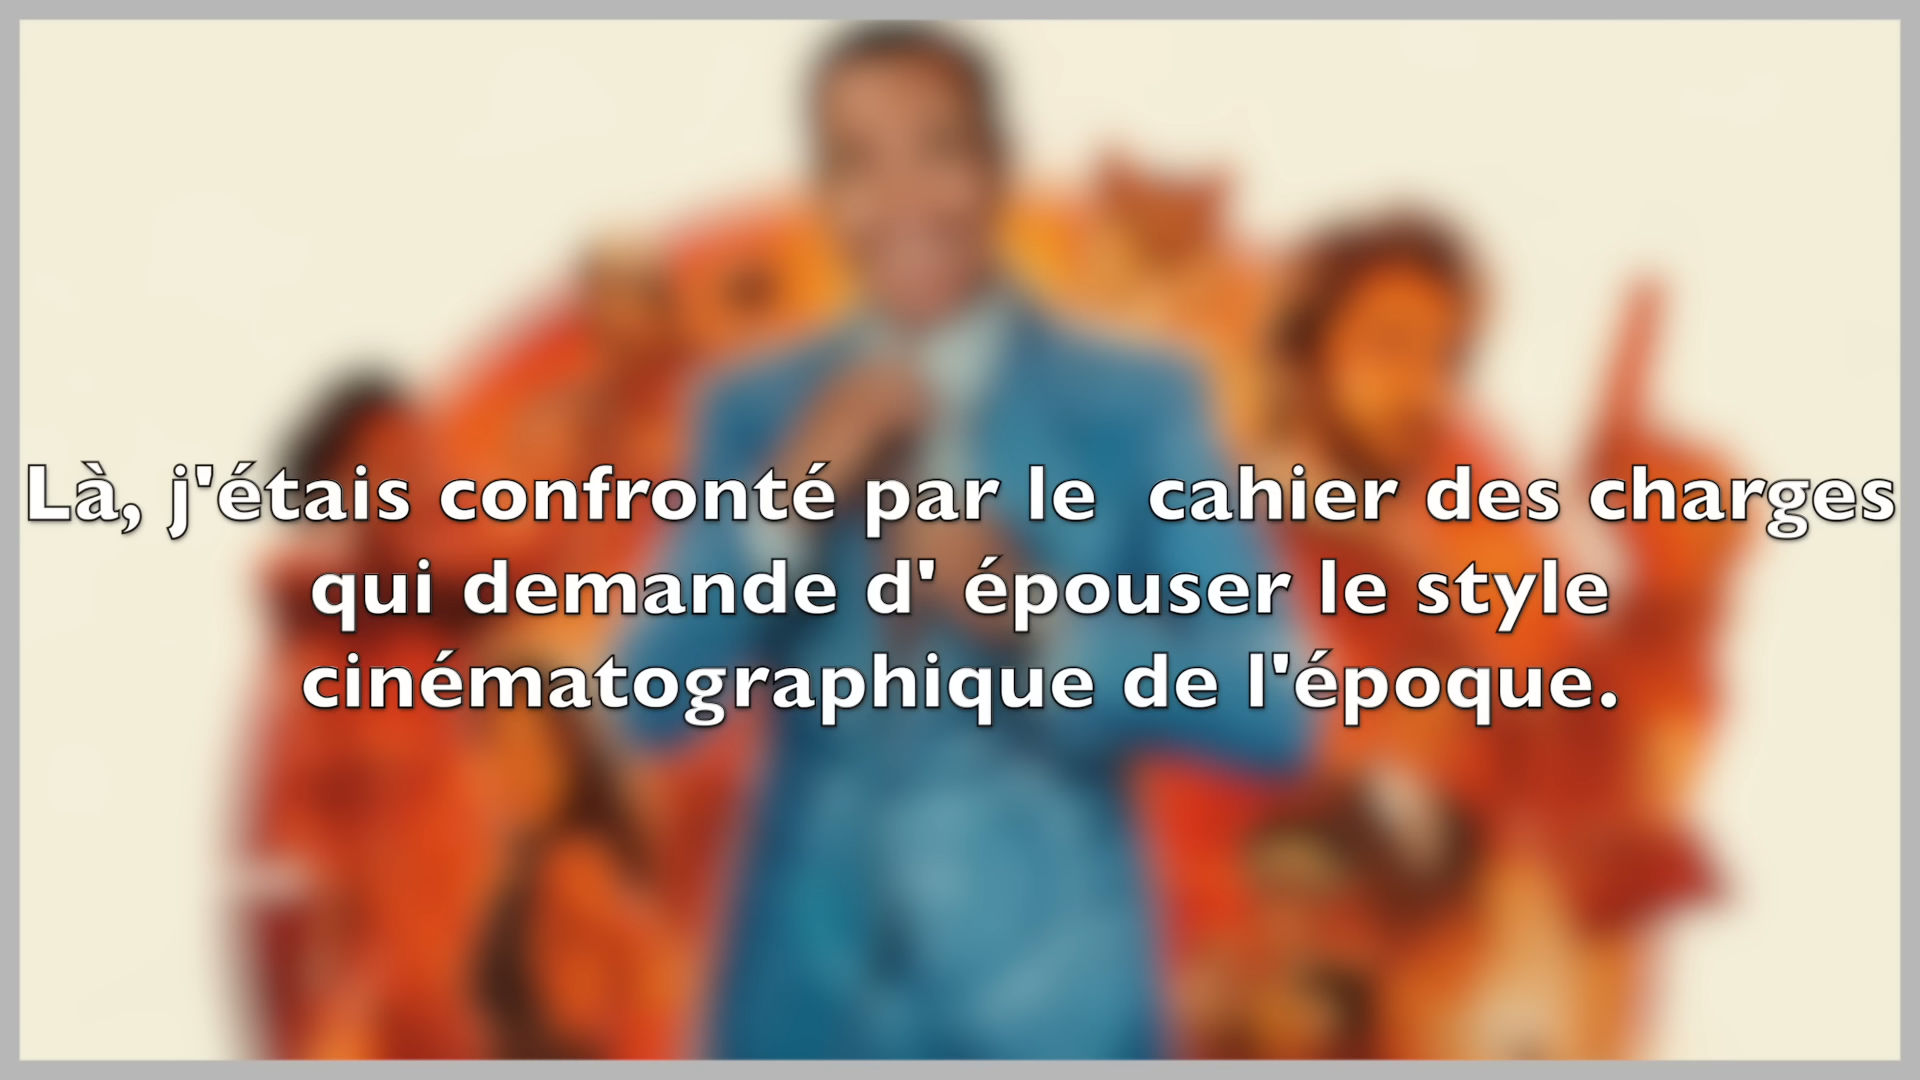 Là, j'étais confronté par le  cahier des charges
qui demande d' épouser le style
cinématographique de l'époque.